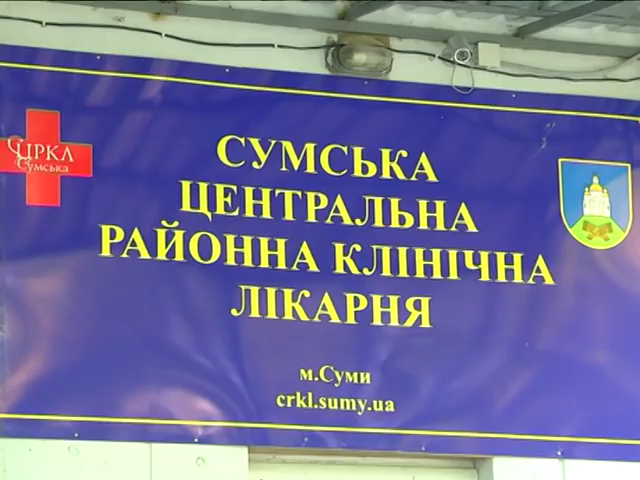 ЦРКЛ
Сумська
СУМСЬКА
ЦЕНТРАЛЬНА
РАЙОННА КЛІНІЧНА
ЛІКАРНЯ
м.Суми
crkl.sumy.ua